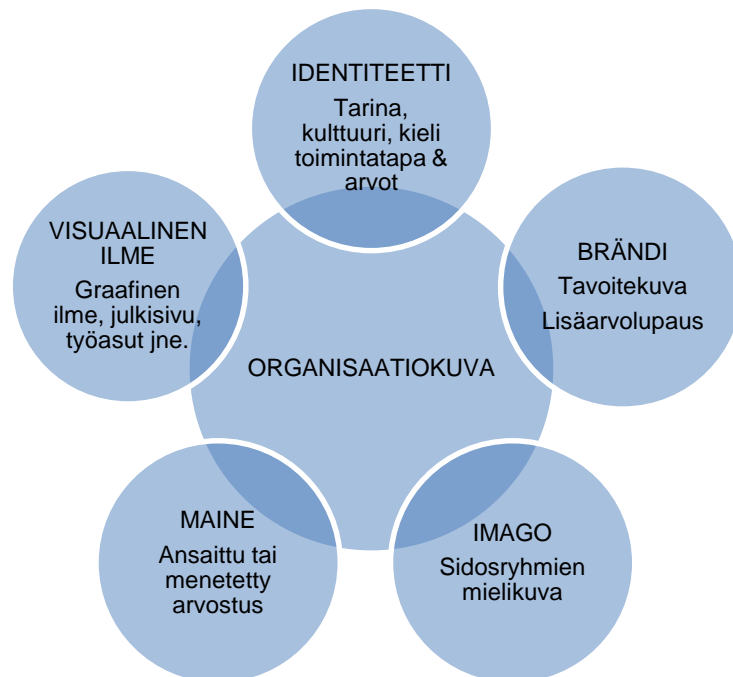 IDENTITEETTI
Tarina,
kulttuuri, kieli
toimintatapa &
arvot
VISUAALINEN
ILME
Graafinen
ilme, julkisivu,
työasut jne.
BRÄNDI
Tavoitekuva
Lisäarvolupaus
ORGANISAATIOKUVA
MAINE
Ansaittu tai
menetetty
arvostus
IMAGO
Sidosryhmien
mielikuva